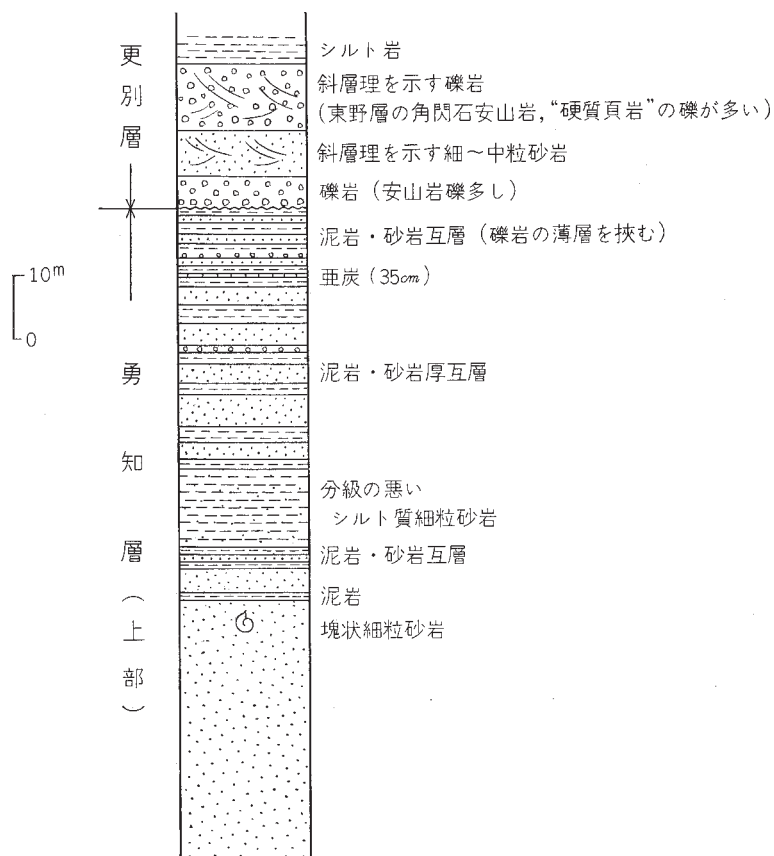 更別層
シルト岩
斜層理を示す礫岩
(東野層の角閃石安山岩,“硬質頁岩”の礫が多い)
斜層理を示す細〜中粒砂岩
礫岩(安山岩礫多し)
泥岩・砂岩互層(礫岩の薄層を挟む)
亜炭(35cm)
10m
0
勇知層(上部)
泥岩・砂岩厚互層
分級の悪い
シルト質細粒砂岩
泥岩・砂岩互層
泥岩
塊状細粒砂岩